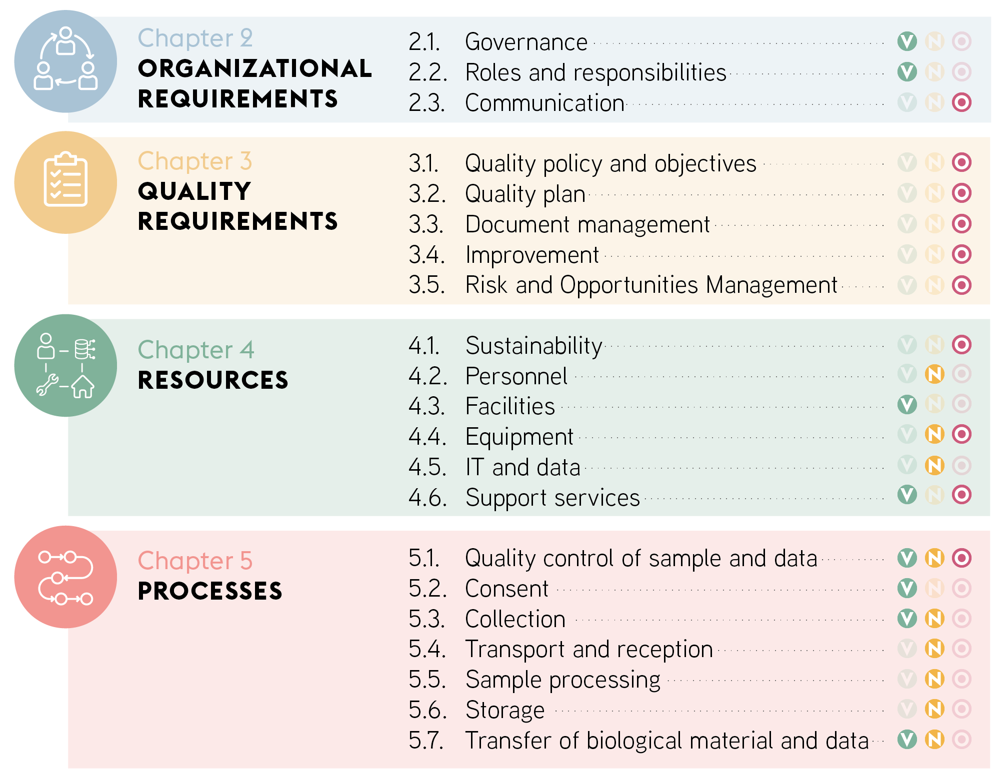 Chapter 2
ORGANIZATIONAL
REQUIREMENTS
2.1. Governance V N
2.2. Roles and responsibilities V N
2.3. Communication V N
Chapter 3
QUALITY
REQUIREMENTS
3.1. Quality policy and objectives V N
3.2. Quality plan V N
3.3. Document management V N
3.4. Improvement V N
3.5. Risk and Opportunities Management V N
Chapter 4
RESOURCES
4.1. Sustainability V N
4.2. Personnel V N
4.3. Facilities V N
4.4. Equipment V N
4.5. IT and data V N
4.6. Support services V N
Chapter 5
PROCESSES
5.1. Quality control of sample and data V N
5.2. Consent V N
5.3. Collection V N
5.4. Transport and reception V N
5.5. Sample processing V N
5.6. Storage V N
5.7. Transfer of biological material and data V N